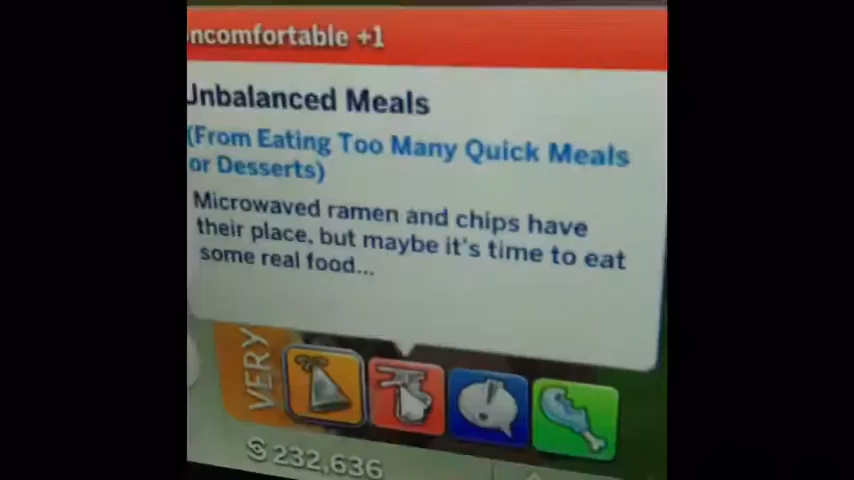 ncomfortable +1
Unbalanced Meals
(From Eating Too Many Quick Meals
or Desserts)
Microwaved ramen and chips have
their place, but maybe it's time to eat
some real food...
VERY
§232,636